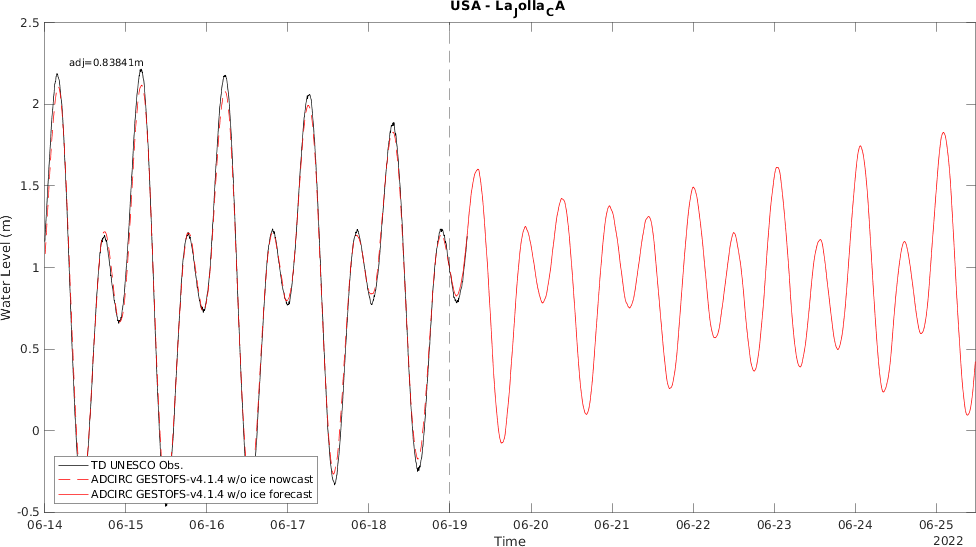 USA - LajollacA
adj=0.83841m
2.5
2
1.5
1
0.5
0
-0.5
Water Level (m)
TD UNESCO Obs.
ADCIRC GESTOFS-v4.1.4 w/o ice nowcast
ADCIRC GESTOFS-v4.1.4 w/o ice forecast
06-14 06-15 06-16 06-17 06-18 06-19 06-20 06-21 06-22 06-23 06-24 06-25
Time
2022